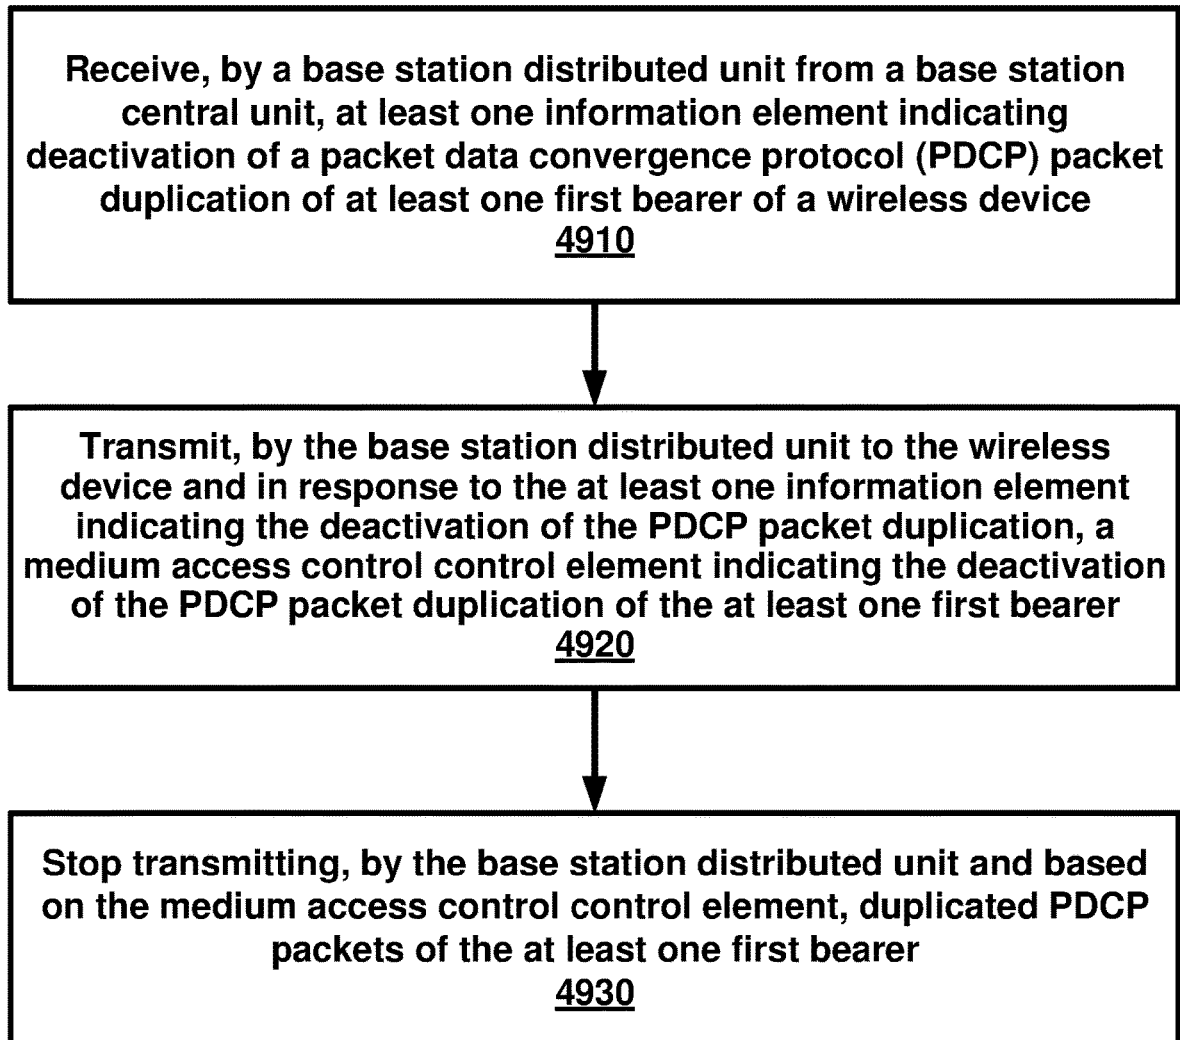 Receive, by a base station distributed unit from a base station
central unit, at least one information element indicating
deactivation of a packet data convergence protocol (PDCP) packet
duplication of at least one first bearer of a wireless device
4910
Transmit, by the base station distributed unit to the wireless
device and in response to the at least one information element
indicating the deactivation of the PDCP packet duplication, a
medium access control control element indicating the deactivation
of the PDCP packet duplication of the at least one first bearer
4920
Stop transmitting, by the base station distributed unit and based
on the medium access control control element, duplicated PDCP
packets of the at least one first bearer
4930